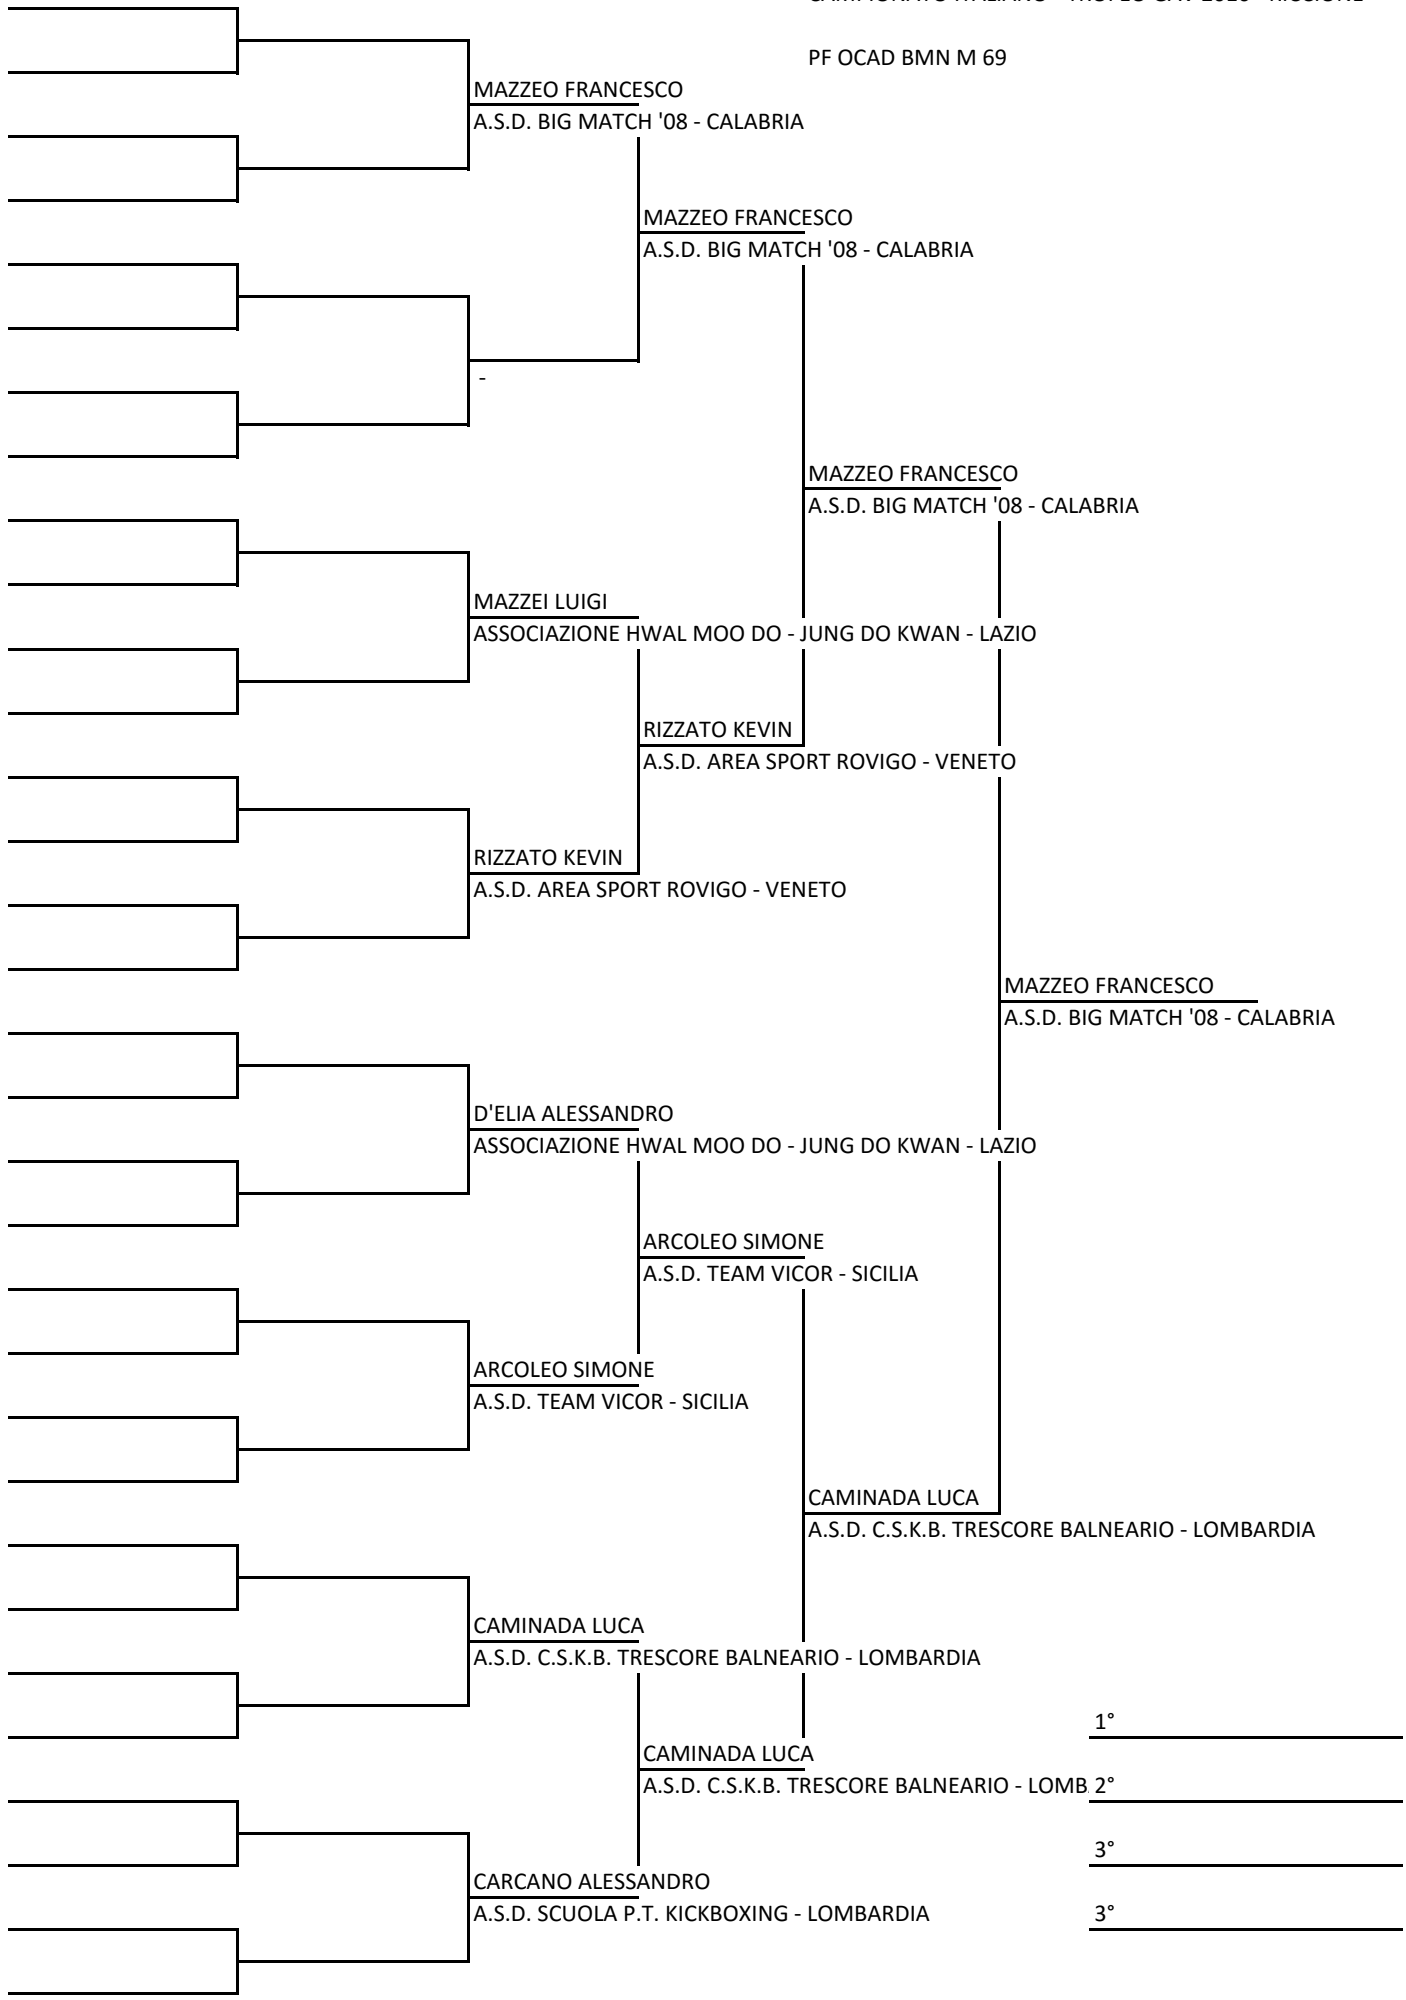 PF OCAD BMN M 69
MAZZEO FRANCESCO
A.S.D. BIG MATCH '08 - CALABRIA
MAZZEO FRANCESCO
A.S.D. BIG MATCH '08 - CALABRIA
-
MAZZEO FRANCESCO
A.S.D. BIG MATCH '08 - CALABRIA
MAZZEI LUIGI
ASSOCIAZIONE HWAL MOO DO - JUNG DO KWAN - LAZIO
RIZZATO KEVIN
A.S.D. AREA SPORT ROVIGO - VENETO
RIZZATO KEVIN
A.S.D. AREA SPORT ROVIGO - VENETO
MAZZEO FRANCESCO
A.S.D. BIG MATCH '08 - CALABRIA
D'ELIA ALESSANDRO
ASSOCIAZIONE HWAL MOO DO - JUNG DO KWAN - LAZIO
ARCOLEO SIMONE
A.S.D. TEAM VICOR - SICILIA
ARCOLEO SIMONE
A.S.D. TEAM VICOR - SICILIA
CAMINADA LUCA
A.S.D. C.S.K.B. TRESCORE BALNEARIO - LOMBARDIA
CAMINADA LUCA
A.S.D. C.S.K.B. TRESCORE BALNEARIO - LOMBARDIA
1°
CAMINADA LUCA
A.S.D. C.S.K.B. TRESCORE BALNEARIO - LOMB
2°
3°
CARCANO ALESSANDRO
A.S.D. SCUOLA P.T. KICKBOXING - LOMBARDIA
3°